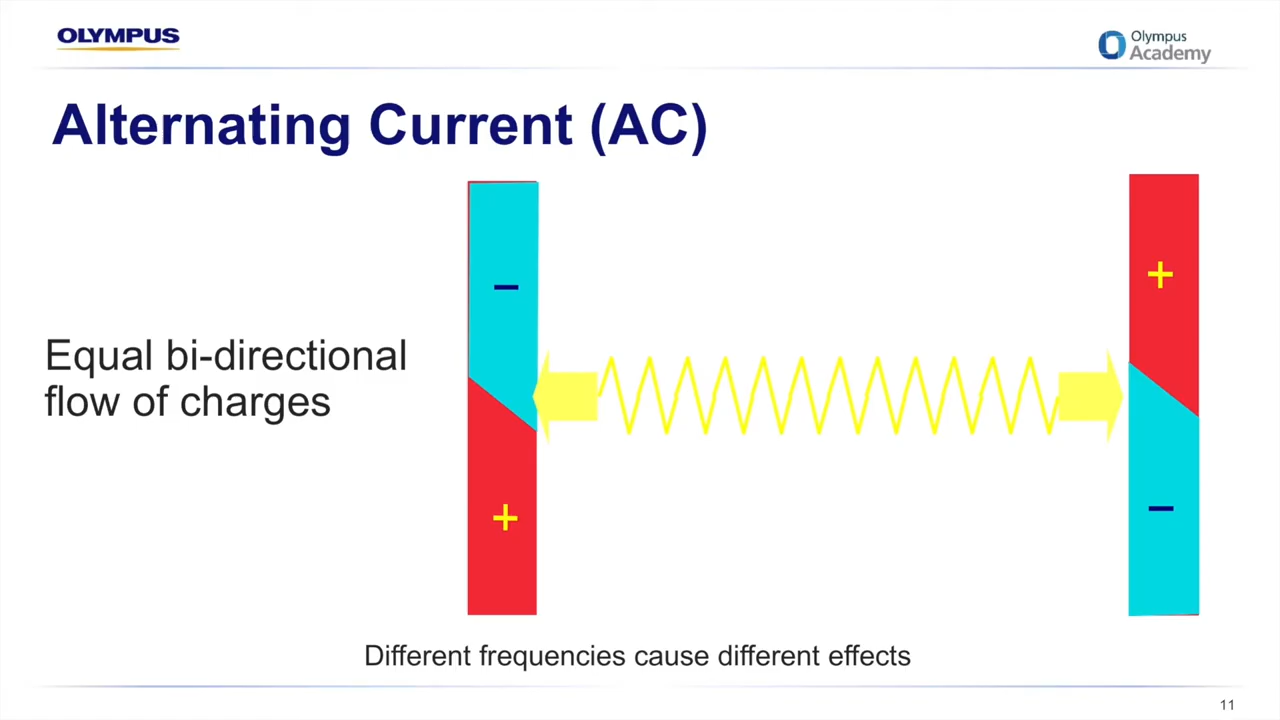 OLYMPUS
Olympus
Academy
Alternating Current (AC)
−
+
Equal bi-directional
flow of charges
+
−
Different frequencies cause different effects
11